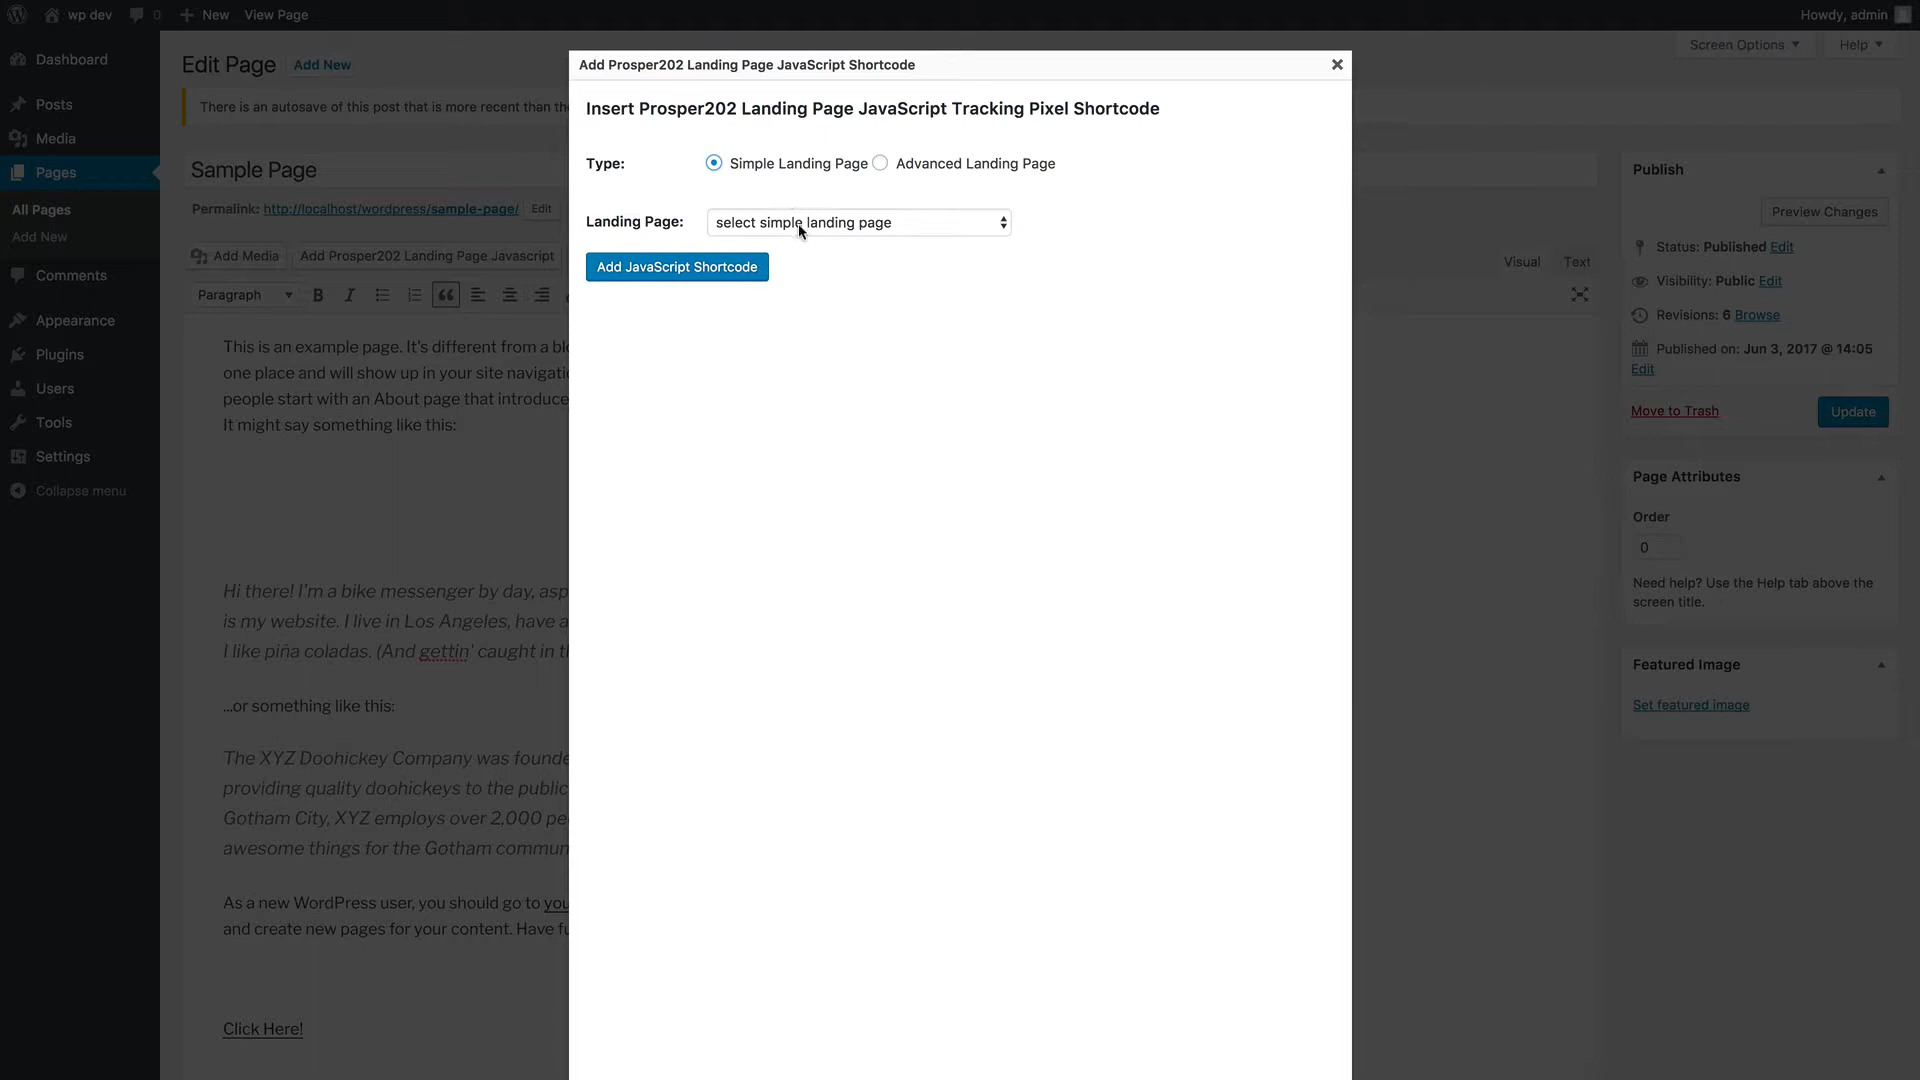 wp dev
0
New
View Page
Howdy, admin
Dashboard
Posts
Media
Pages
All Pages
Add New
Comments
Appearance
Plugins
Users
Tools
Settings
Collapse menu
Edit Page
Add New
Screen Options
Help
There is an autosave of this post that is more recent than the
Sample Page
Permalink: http://localhost/wordpress/sample-page/
Edit
Add Media
Add Prosper202 Landing Page Javascript
Visual
Text
Paragraph
This is an example page. It's different from a
one place and will show up in your site
people start with an About page that
It might say something like this:
Hi there! I'm a bike messenger by day,
is my website. I live in Los Angeles, have a
I like piña coladas. (And gettin' caught in
...or something like this:
The XYZ Doohickey Company was
providing quality doohickeys to the public
Gotham City, XYZ employs over 2,000
awesome things for the Gotham
As a new WordPress user, you should go to
and create new pages for your content. Have
Click Here!
Add Prosper202 Landing Page JavaScript Shortcode
Insert Prosper202 Landing Page JavaScript Tracking Pixel Shortcode
Type:
Simple Landing Page
Advanced Landing Page
Landing Page:
select simple landing page
Add JavaScript Shortcode
Publish
Preview Changes
Status: Published Edit
Visibility: Public Edit
Revisions: 6 Browse
Published on: Jun 3, 2017 @ 14:05
Edit
Move to Trash
Update
Page Attributes
Order
0
Need help? Use the Help tab above the
screen title.
Featured Image
Set featured image